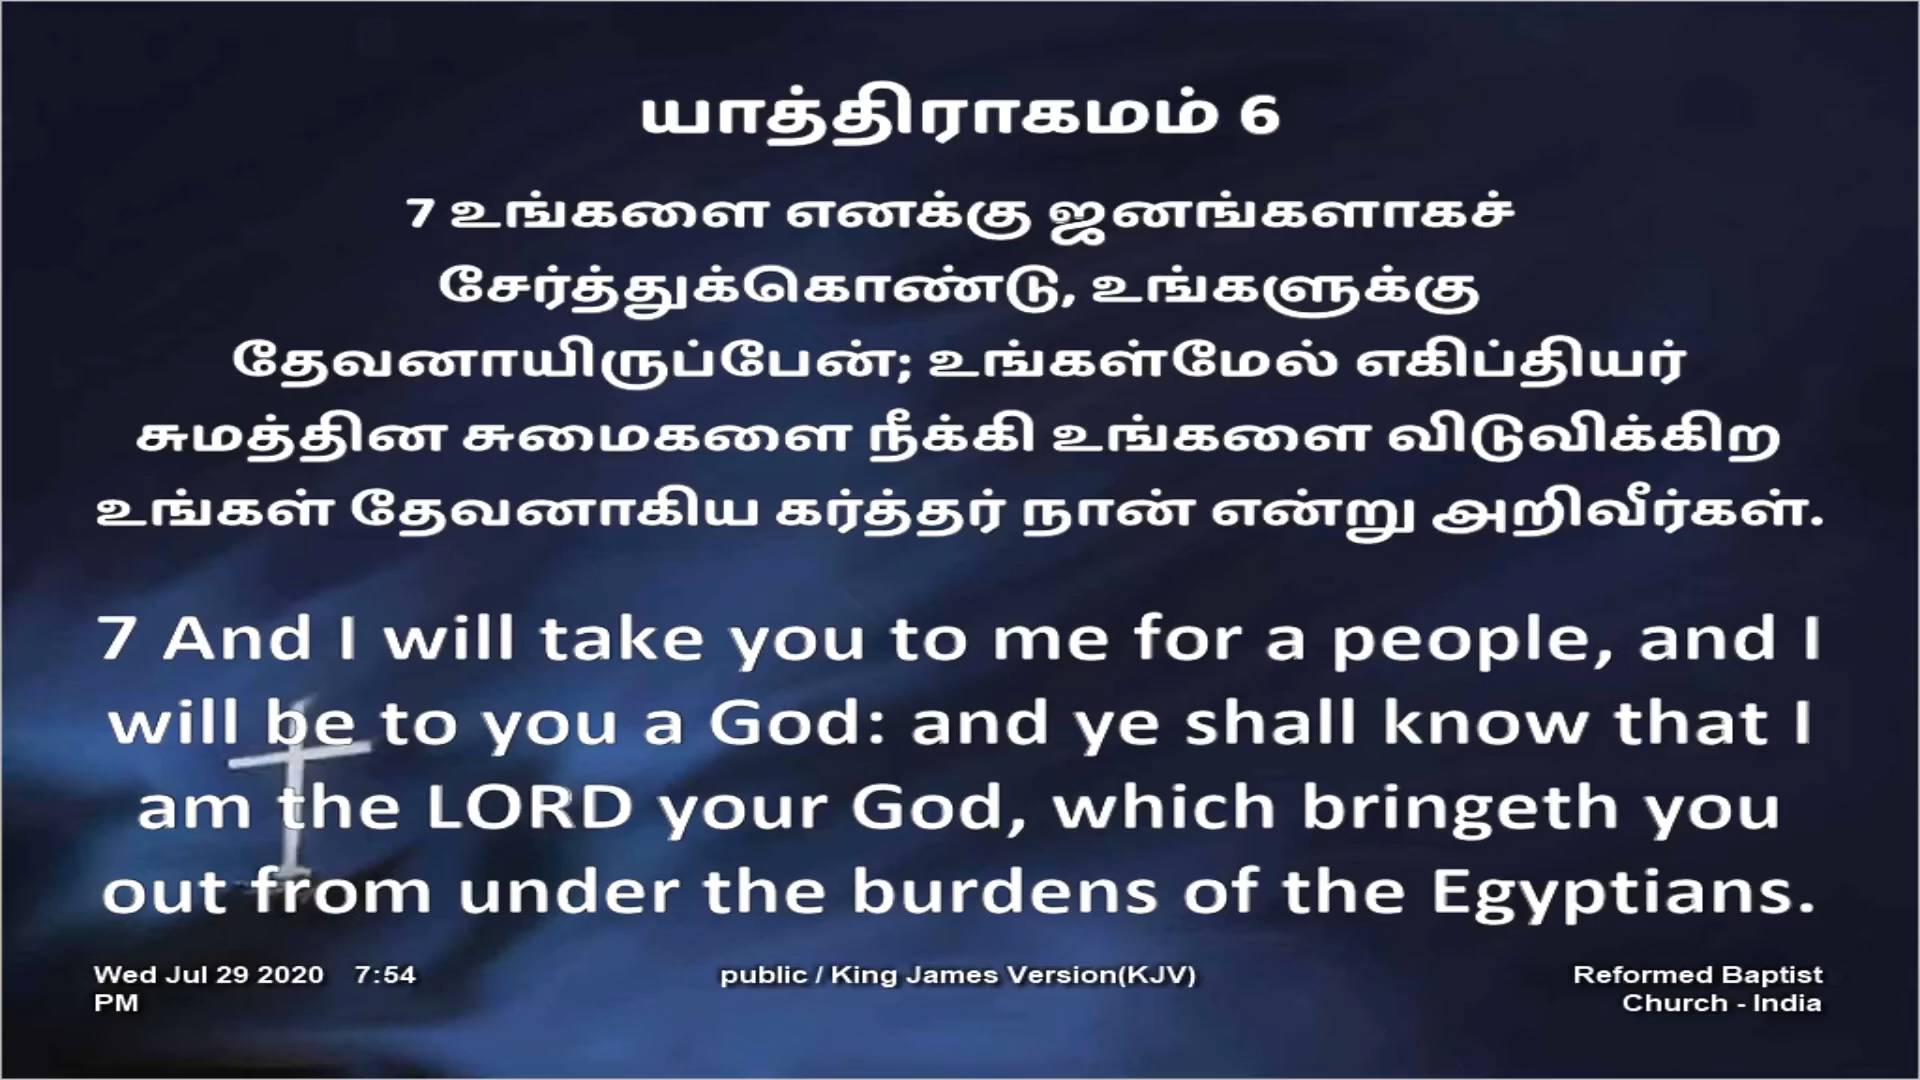 யாத்திராகமம் 6
7 உங்களை எனக்கு ஜனங்களாகச்
சேர்த்துக்கொண்டு, உங்களுக்கு
தேவனாயிருப்பேன்; உங்கள்மேல் எகிப்தியர்
சுமத்தின சுமைகளை நீக்கி உங்களை விடுவிக்கிற
உங்கள் தேவனாகிய கர்த்தர் நான் என்று அறிவீர்கள்.
7 And I will take you to me for a people, and I
will be to you a God: and ye shall know that I
am the LORD your God, which bringeth you
out from under the burdens of the Egyptians.
Wed Jul 29 2020 7:54
PM
public / King James Version(KJV)
Reformed Baptist
Church - India